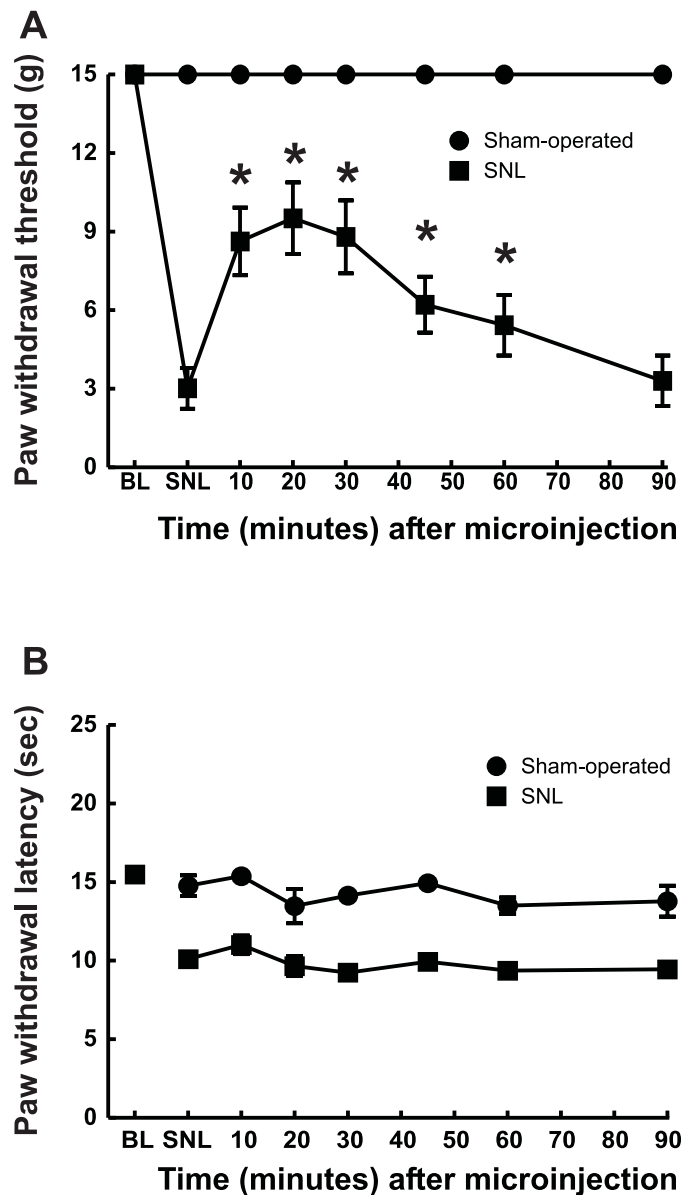 A
Paw withdrawal threshold (g)
15
12
9
6
3
0
Sham-operated
SNL
*
*
*
*
*
BL SNL 10 20 30 40 50 60 70 80 90
Time (minutes) after microinjection
B
Paw withdrawal latency (sec)
25
20
15
10
5
0
Sham-operated
SNL
BL SNL 10 20 30 40 50 60 70 80 90
Time (minutes) after microinjection